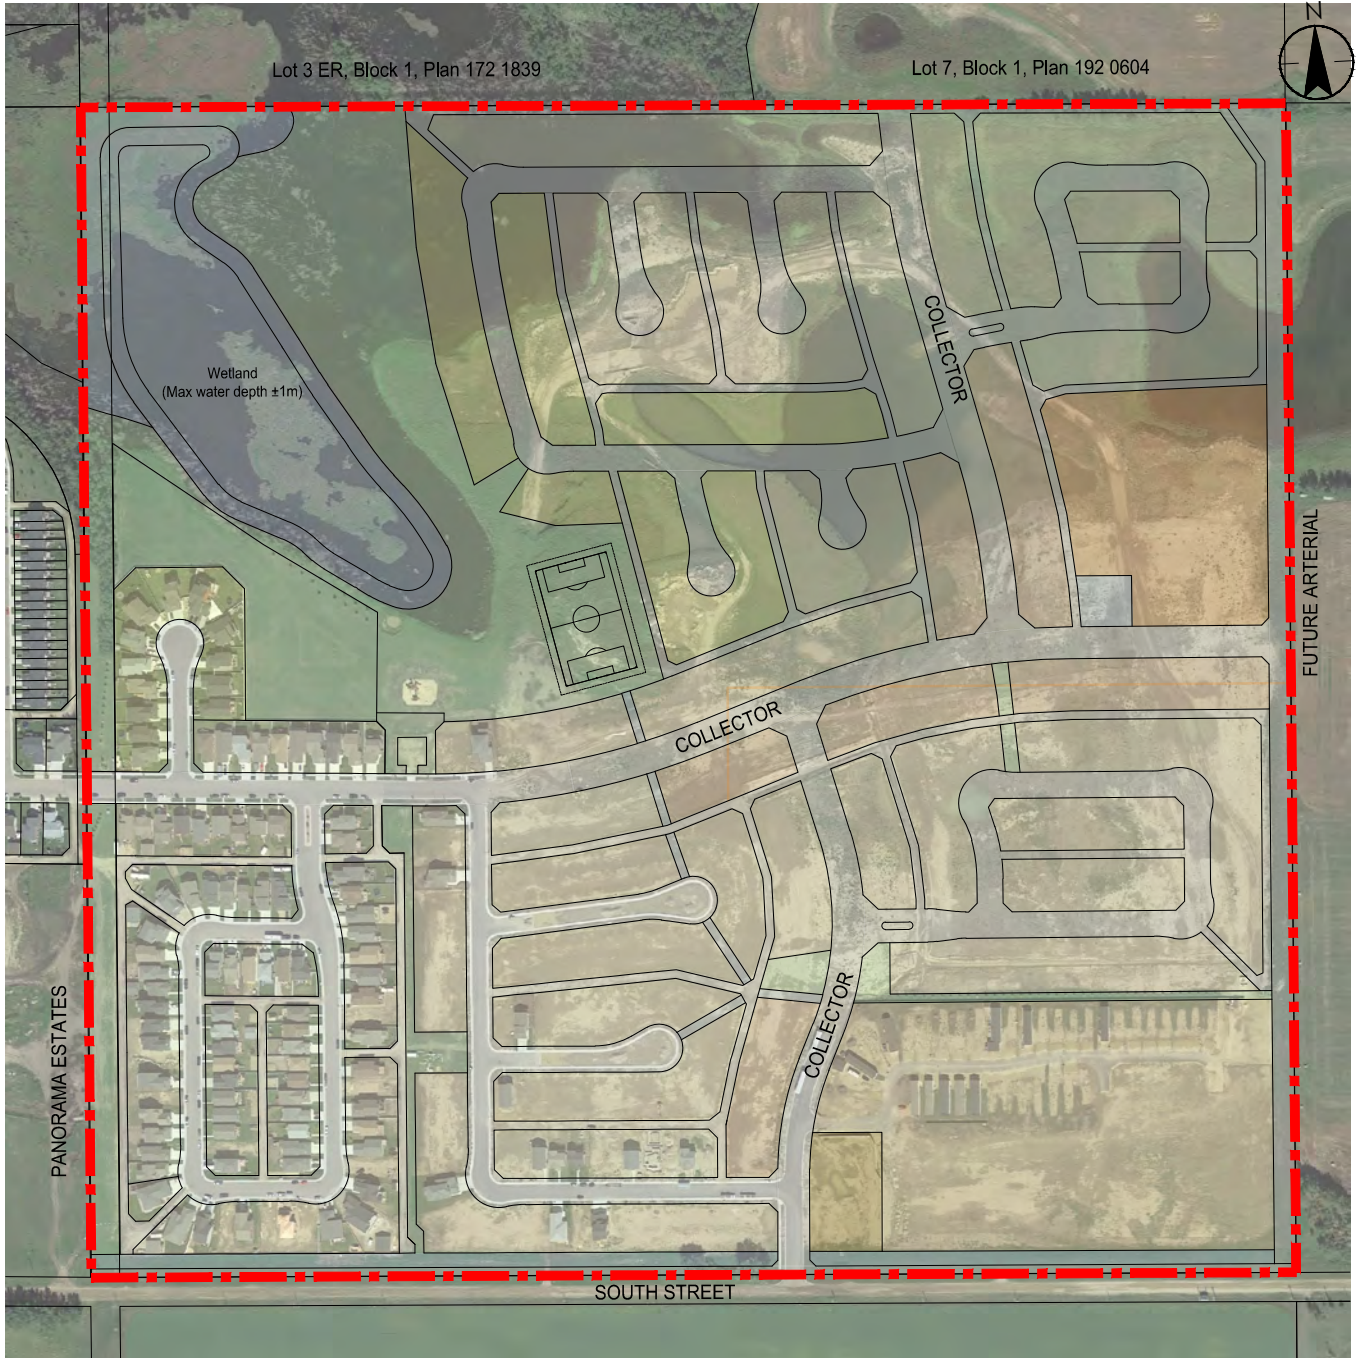 N
Lot 3 ER, Block 1, Plan 172 1839
Lot 7, Block 1, Plan 192 0604
COLLECTOR
Wetland
(Max water depth ±1m)
FUTURE ARTERIAL
COLLECTOR
COLLECTOR
PANORAMA ESTATES
SOUTH STREET